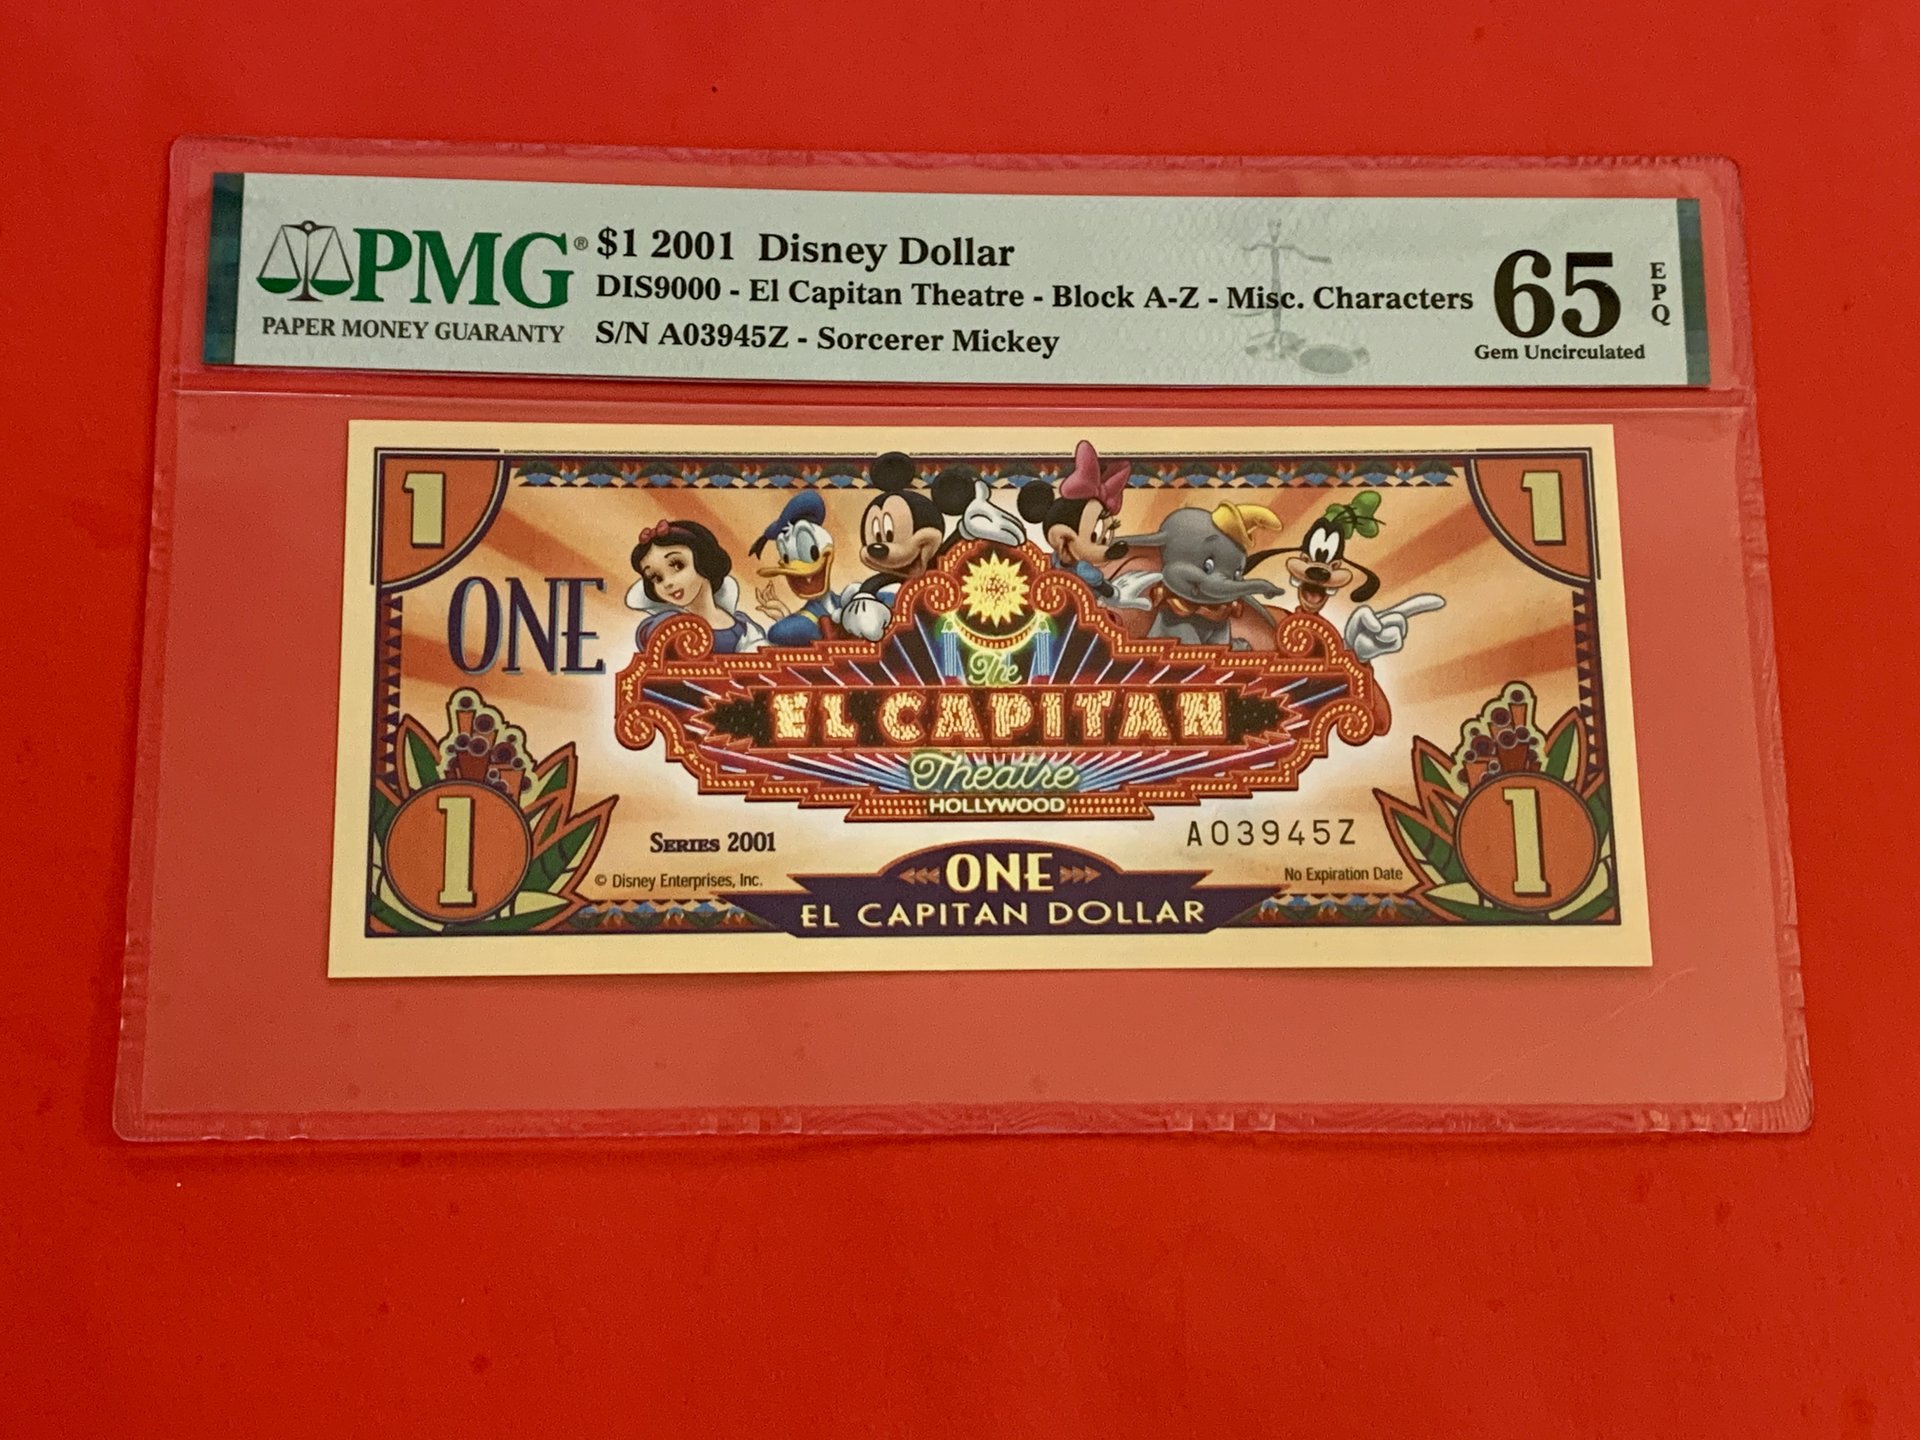 PMG®
PAPER MONEY GUARANTY
$1 2001 Disney Dollar
DIS9000 - El Capitan Theatre - Block A-Z - Misc. Characters
S/N A03945Z - Sorcerer Mickey
65
EPQ
Gem Uncirculated
1
1
ONE
The
EL CAPITAN
Theatre
HOLLYWOOD
SERIES 2001
A03945Z
© Disney Enterprises, Inc.
No Expiration Date
1
1
ONE
EL CAPITAN DOLLAR